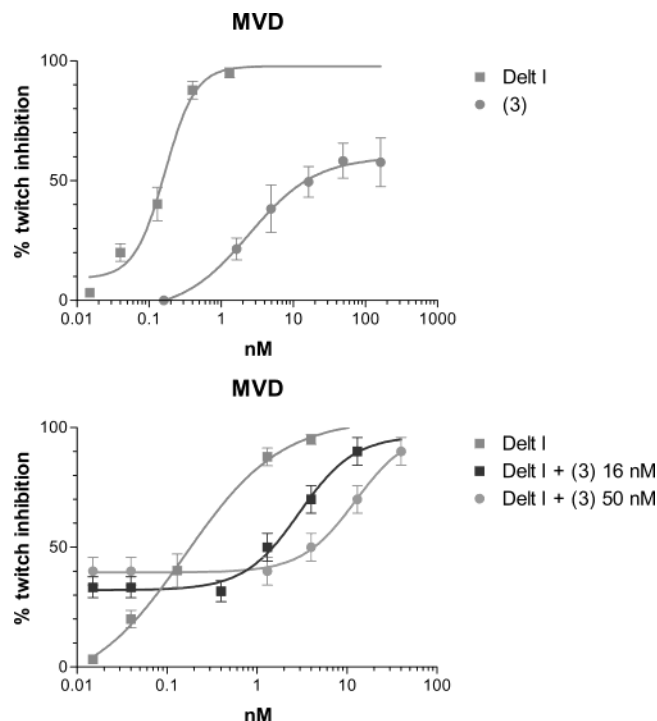 MVD
100
Delt I
(3)
% twitch inhibition
50
0
0.01 0.1 1 10 100 1000
nM
MVD
100
Delt I
Delt I + (3) 16 nM
Delt I + (3) 50 nM
% twitch inhibition
50
0
0.01 0.1 1 10 100
nM